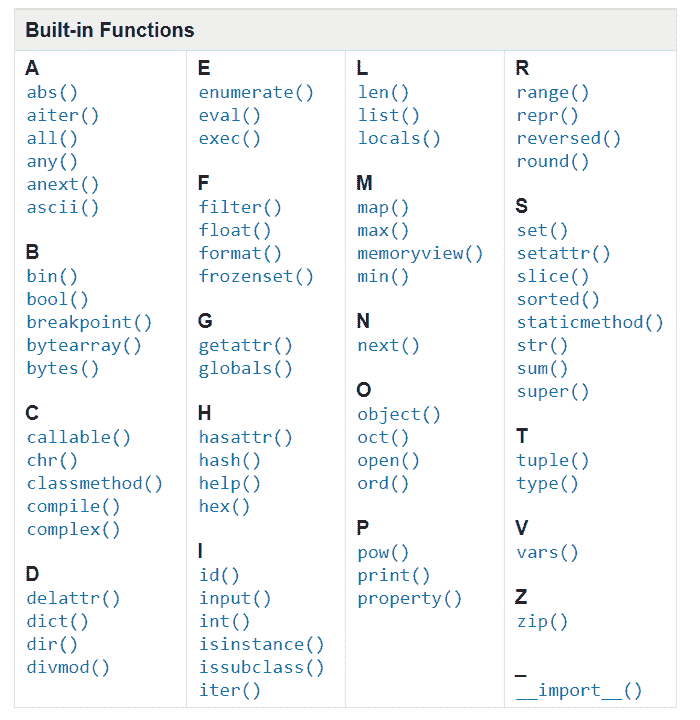 Built-in Functions
A
abs()
aiter()
all()
any()
anext()
ascii()
B
bin()
bool()
breakpoint()
bytearray()
bytes()
C
callable()
chr()
classmethod()
compile()
complex()
D
delattr()
dict()
dir()
divmod()
E
enumerate()
eval()
exec()
F
filter()
float()
format()
frozenset()
G
getattr()
globals()
H
hasattr()
hash()
help()
hex()
I
id()
input()
int()
isinstance()
issubclass()
iter()
L
len()
list()
locals()
M
map()
max()
memoryview()
min()
N
next()
O
object()
oct()
open()
ord()
P
pow()
print()
property()
R
range()
repr()
reversed()
round()
S
set()
setattr()
slice()
sorted()
staticmethod()
str()
sum()
super()
T
tuple()
type()
V
vars()
Z
zip()
_
__import__()